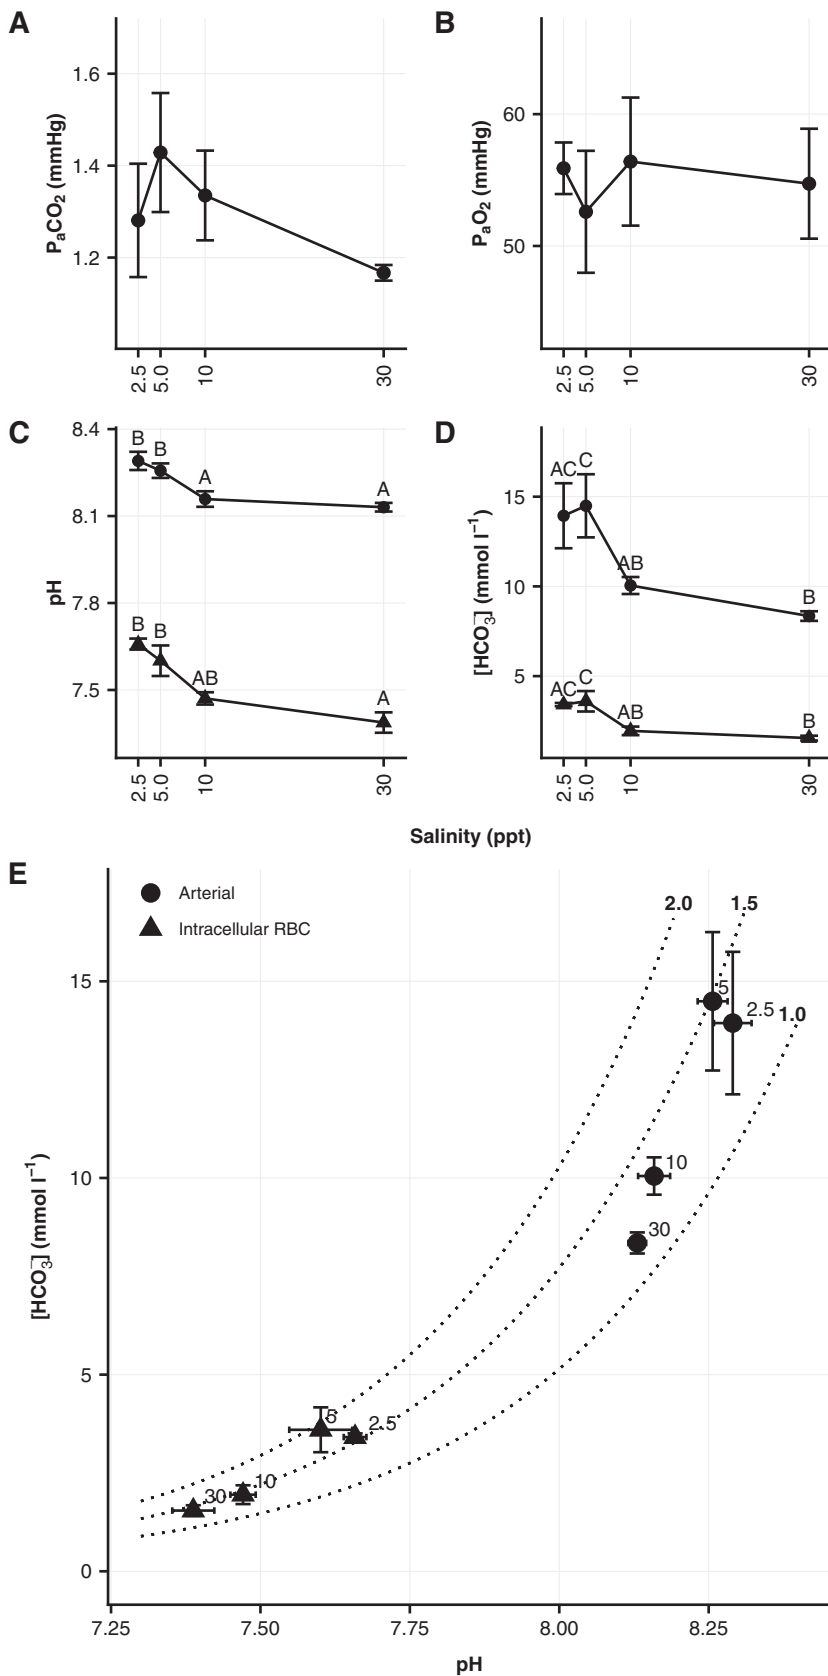 A
B
PaCO2 (mmHg)
1.6
1.4
1.2
2.5
5.0
10
30
PaO2 (mmHg)
60
50
2.5
5.0
10
30
C
D
pH
8.4
8.1
7.8
7.5
B
B
A
A
B
B
AB
A
2.5
5.0
10
30
[HCO3−] (mmol l−1)
15
10
5
AC
C
AB
B
AC
C
AB
B
2.5
5.0
10
30
Salinity (ppt)
E
Arterial
Intracellular RBC
2.0
1.5
1.0
[HCO3−] (mmol l−1)
15
10
5
0
5
2.5
10
30
5
2.5
10
30
7.25
7.50
7.75
8.00
8.25
pH